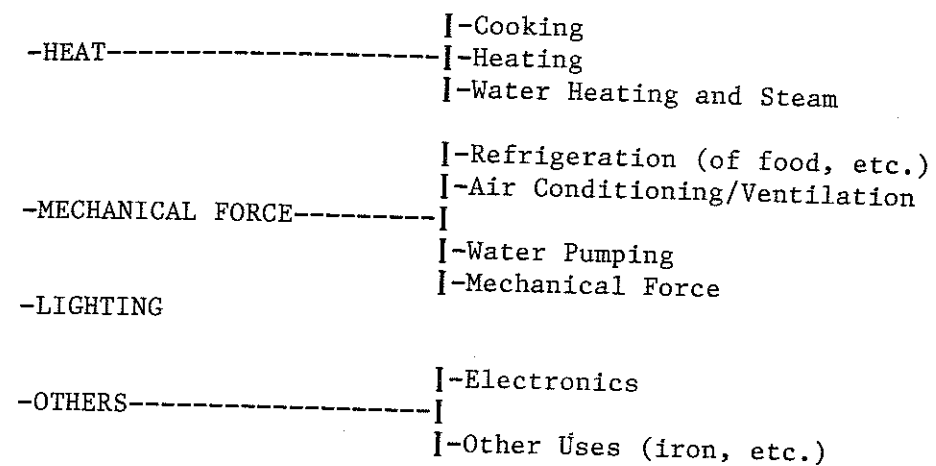 I-Cooking
-HEAT--------------------I-Heating
I-Water Heating and Steam
I-Refrigeration (of food, etc.)
I-Air Conditioning/Ventilation
-MECHANICAL FORCE---------I
I-Water Pumping
I-Mechanical Force
-LIGHTING
I-Electronics
-OTHERS-------------------I
I-Other Uses (iron, etc.)